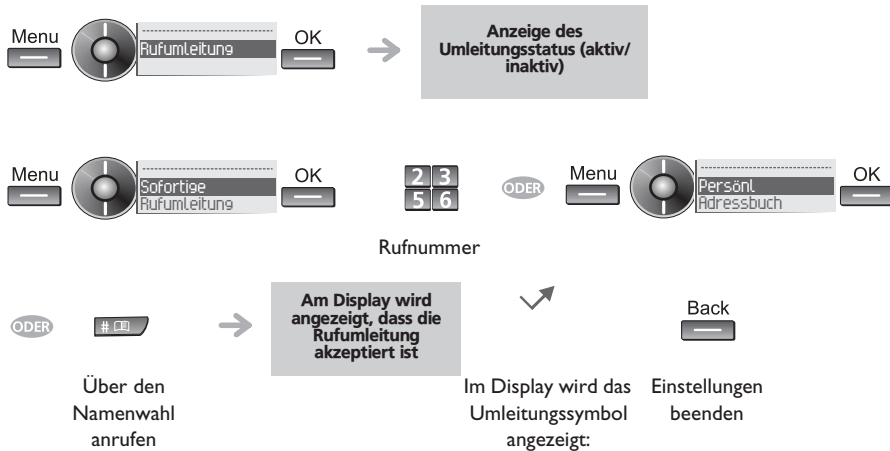 Menu
Rufumleitung
OK
Anzeige des
Umleitungsstatus (aktiv/
inaktiv)
Menu
Sofortige
Rufumleitung
OK
2 3
5 6
Rufnummer
ODER
Menu
Persönl
Adressbuch
OK
ODER
#
Über den
Namenwahl
anrufen
Am Display wird
angezeigt, dass die
Rufumleitung
akzeptiert ist
Im Display wird das
Umleitungssymbol
angezeigt:
Back
Einstellungen
beenden